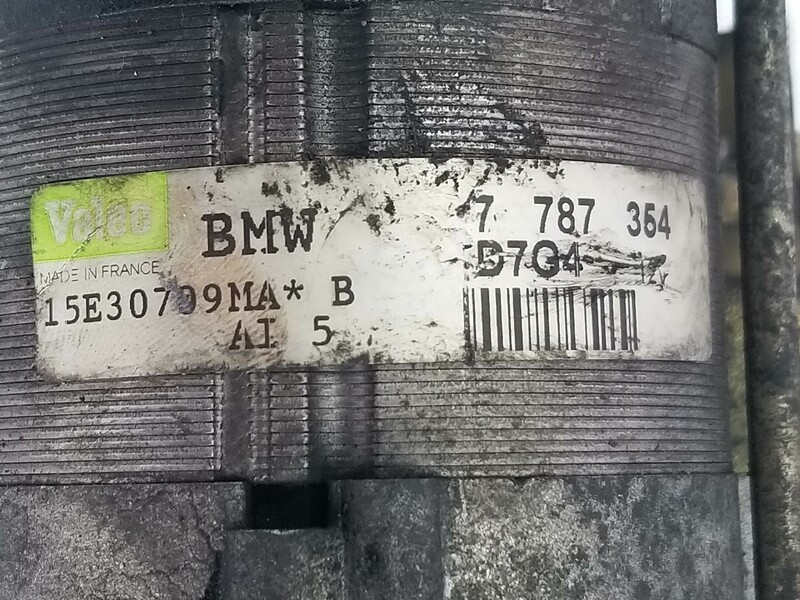 Valeo
BMW
7 787 354
MADE IN FRANCE
D7G4
15E30709MA* B
AI 5